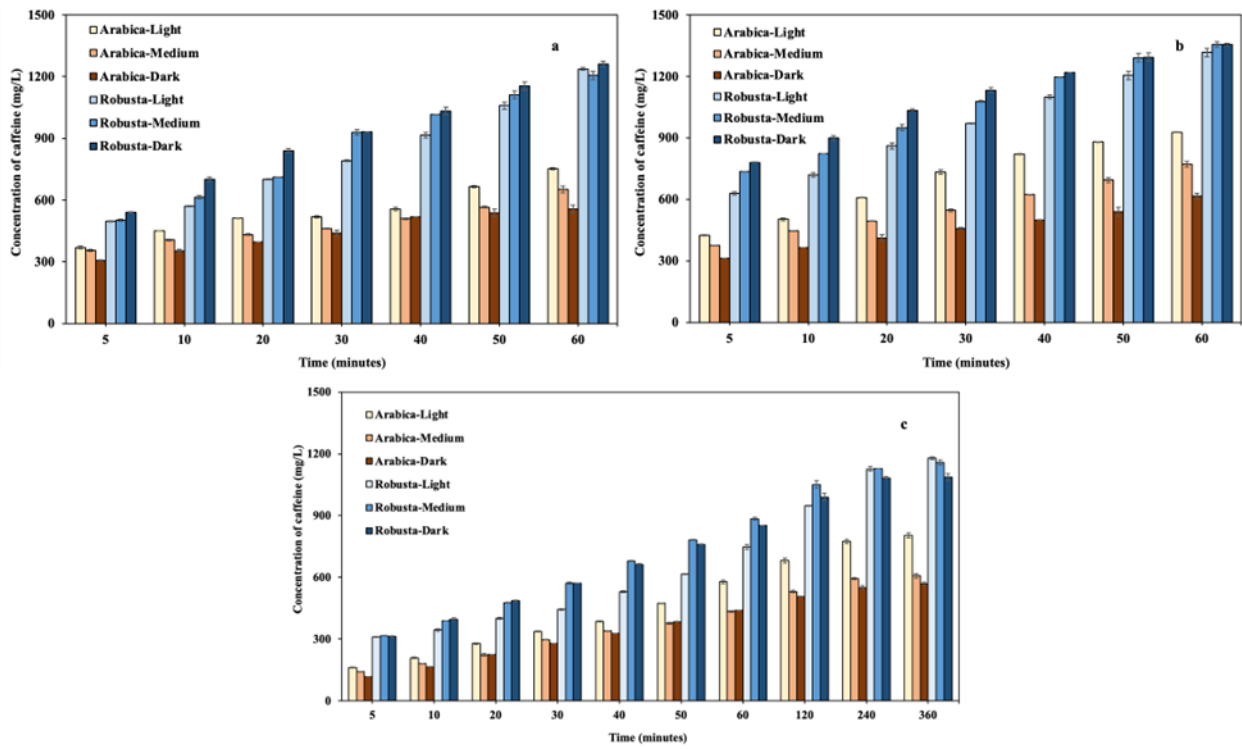 Concentration of caffeine (mg/L)
1500
1200
900
600
300
0
Arabica-Light
Arabica-Medium
Arabica-Dark
Robusta-Light
Robusta-Medium
Robusta-Dark
a
5 10 20 30 40 50 60
Time (minutes)
Concentration of caffeine (mg/L)
1500
1200
900
600
300
0
Arabica-Light
Arabica-Medium
Arabica-Dark
Robusta-Light
Robusta-Medium
Robusta-Dark
b
5 10 20 30 40 50 60
Time (minutes)
Concentration of caffeine (mg/L)
1500
1200
900
600
300
0
Arabica-Light
Arabica-Medium
Arabica-Dark
Robusta-Light
Robusta-Medium
Robusta-Dark
c
5 10 20 30 40 50 60 120 240 360
Time (minutes)